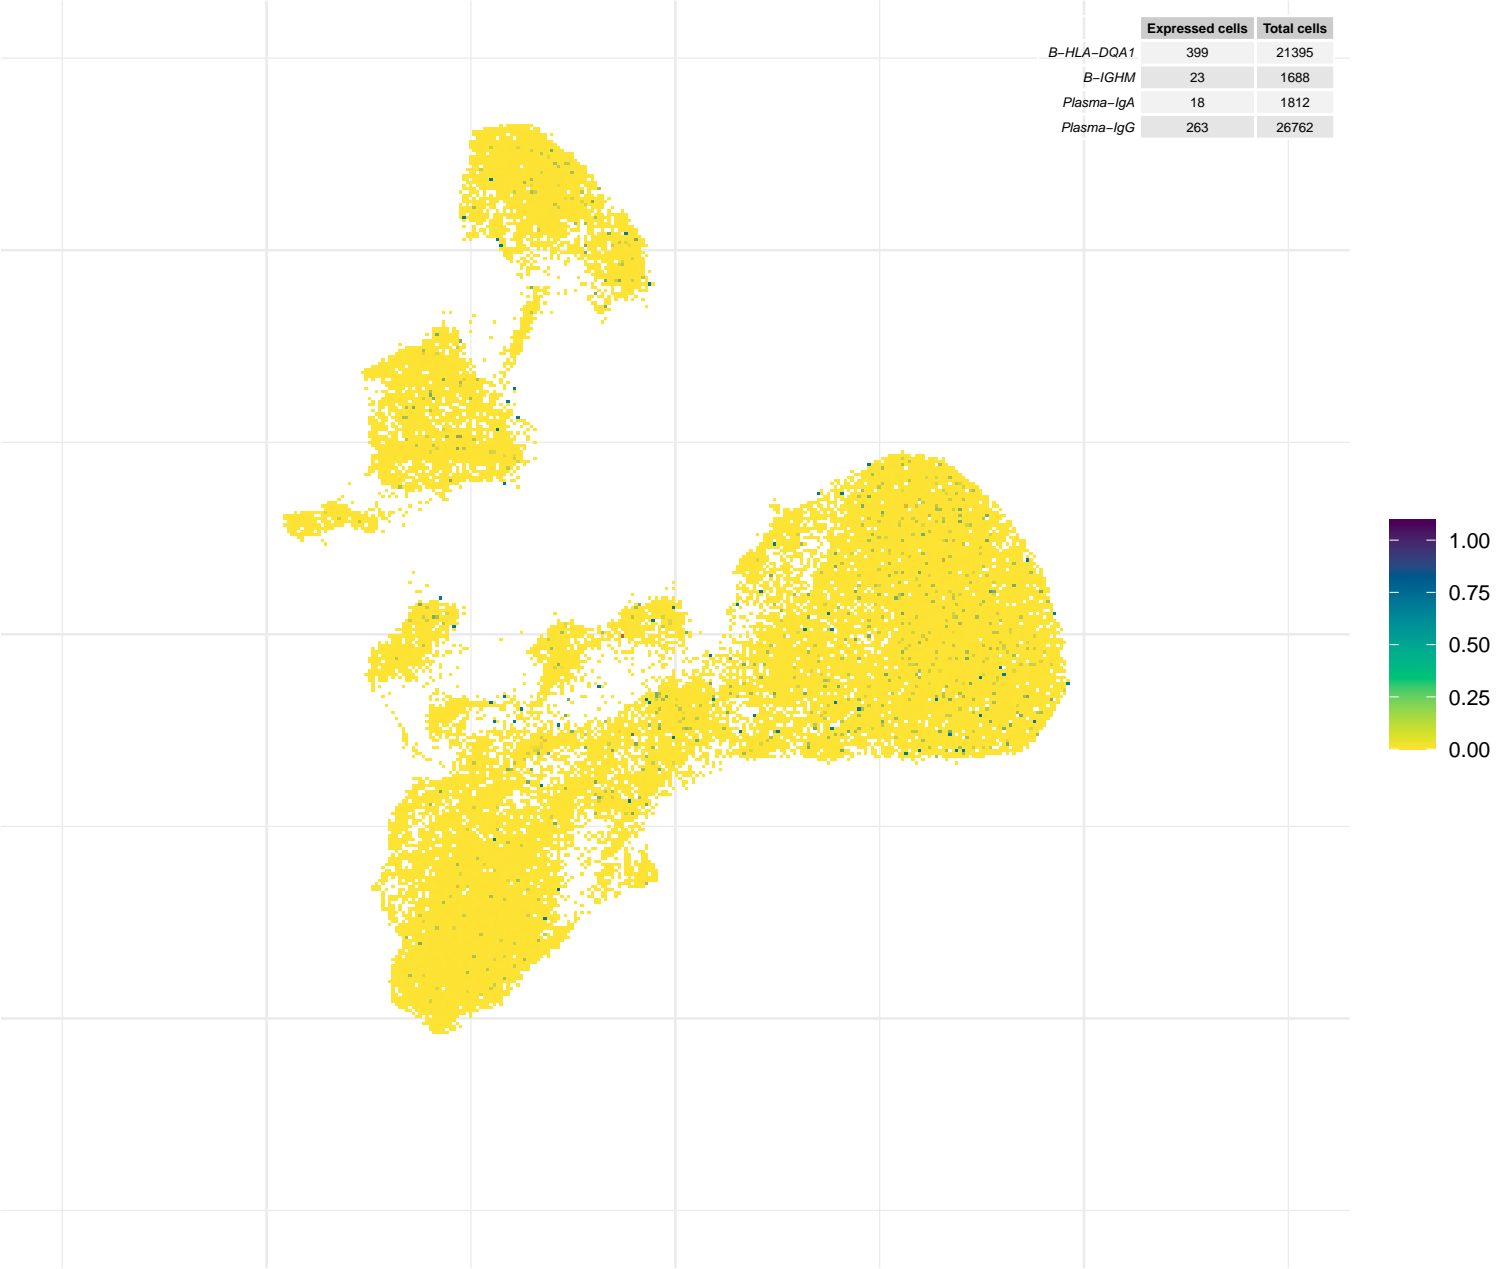 Expressed cells Total cells
B−HLA−DQA1 399 21395
B−IGHM 23 1688
Plasma−IgA 18 1812
Plasma−IgG 263 26762
1.00
0.75
0.50
0.25
0.00